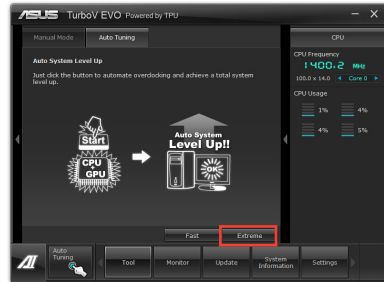 ASUS TurboV EVO Powered by TPU
Manual Mode
Auto Tuning
Auto System Level Up
Just click the button to automate overclocking and achieve a total system
level up.
Start
CPU
+
GPU
Auto System
Level Up!!
OK
Fast
Extreme
CPU
CPU Frequency
1400.2 MHz
100.0 x 14.0
Core 0
CPU Usage
1%
4%
4%
5%
AI
Auto
Tuning
Tool
Monitor
Update
System
Information
Settings